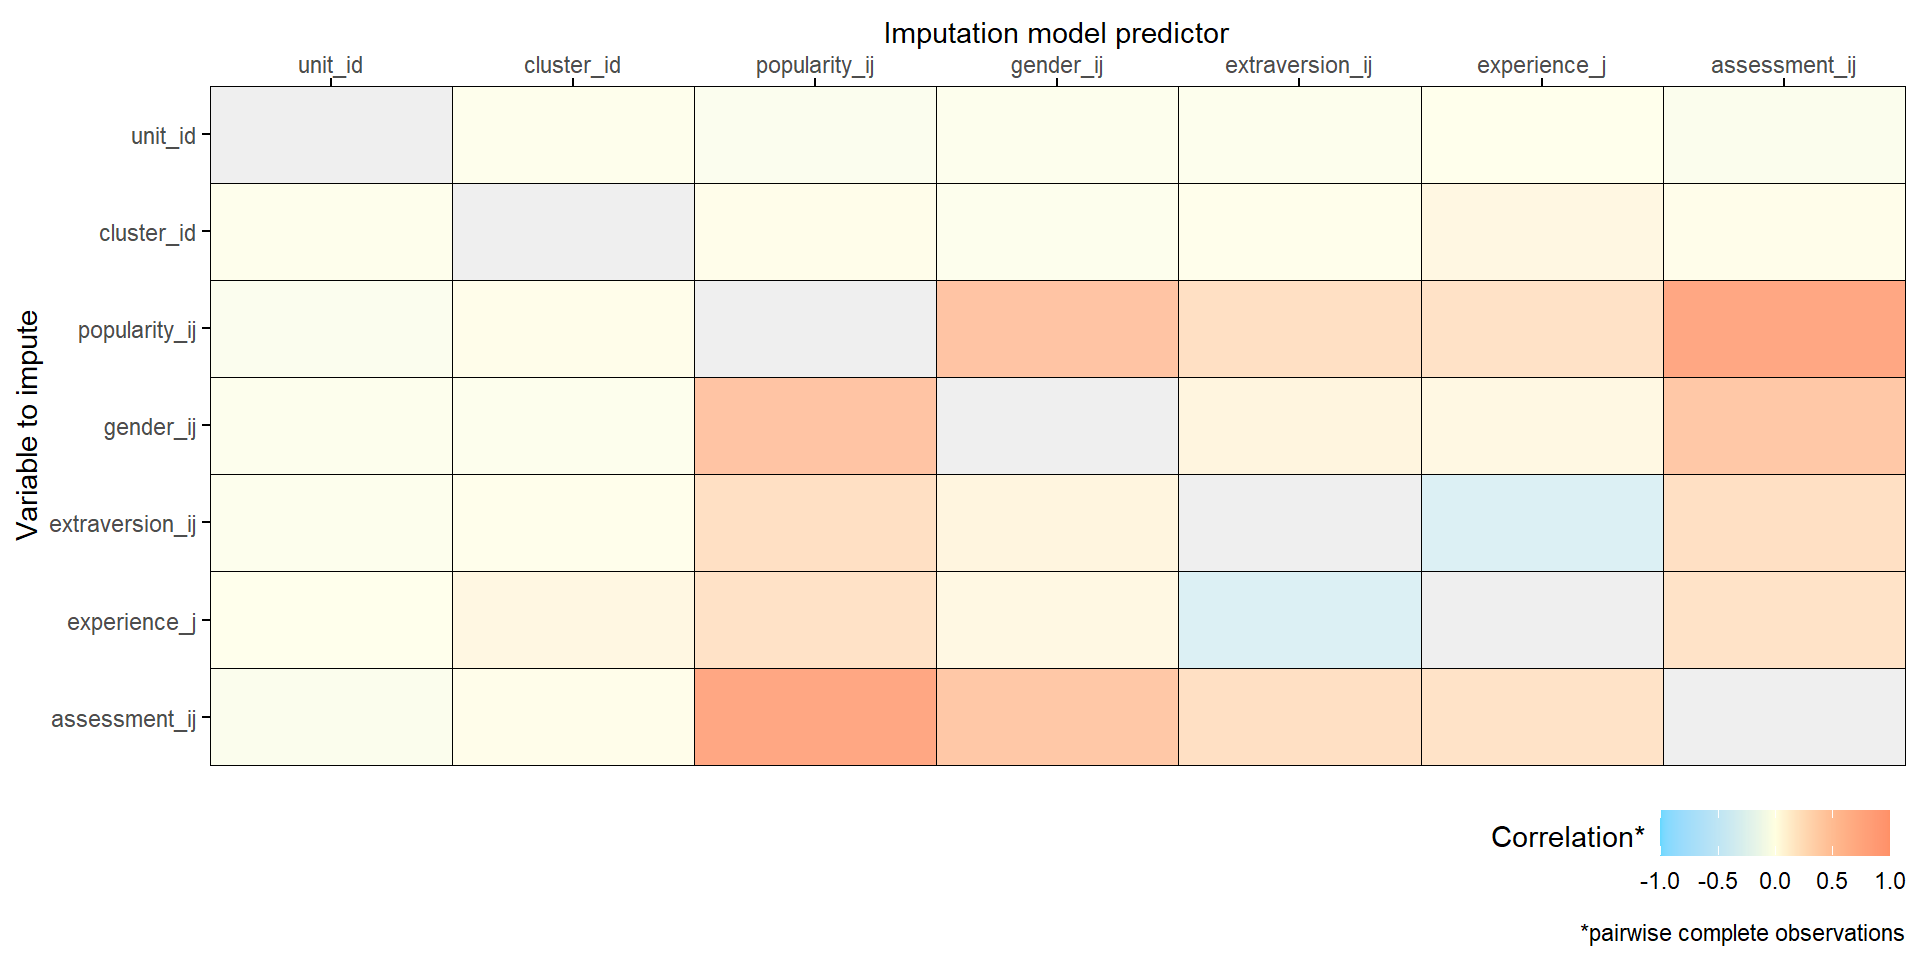 Imputation model predictor
unit_id cluster_id popularity_ij gender_ij extraversion_ij experience_j assessment_ij
Variable to impute
unit_id
cluster_id
popularity_ij
gender_ij
extraversion_ij
experience_j
assessment_ij
Correlation*
-1.0 -0.5 0.0 0.5 1.0
*pairwise complete observations